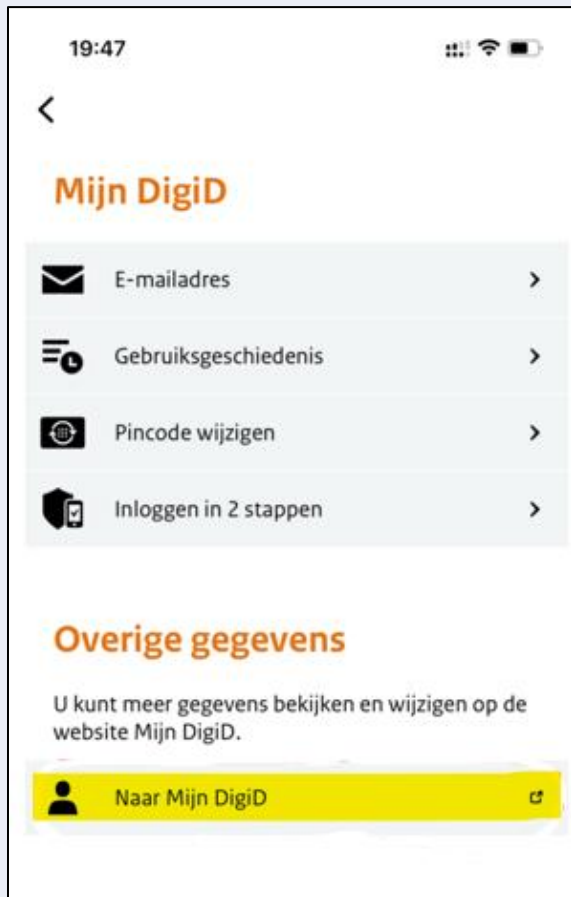 19:47
Mijn DigiD
E-mailadres
Gebruiksgeschiedenis
Pincode wijzigen
Inloggen in 2 stappen
Overige gegevens
U kunt meer gegevens bekijken en wijzigen op de
website Mijn DigiD.
Naar Mijn DigiD